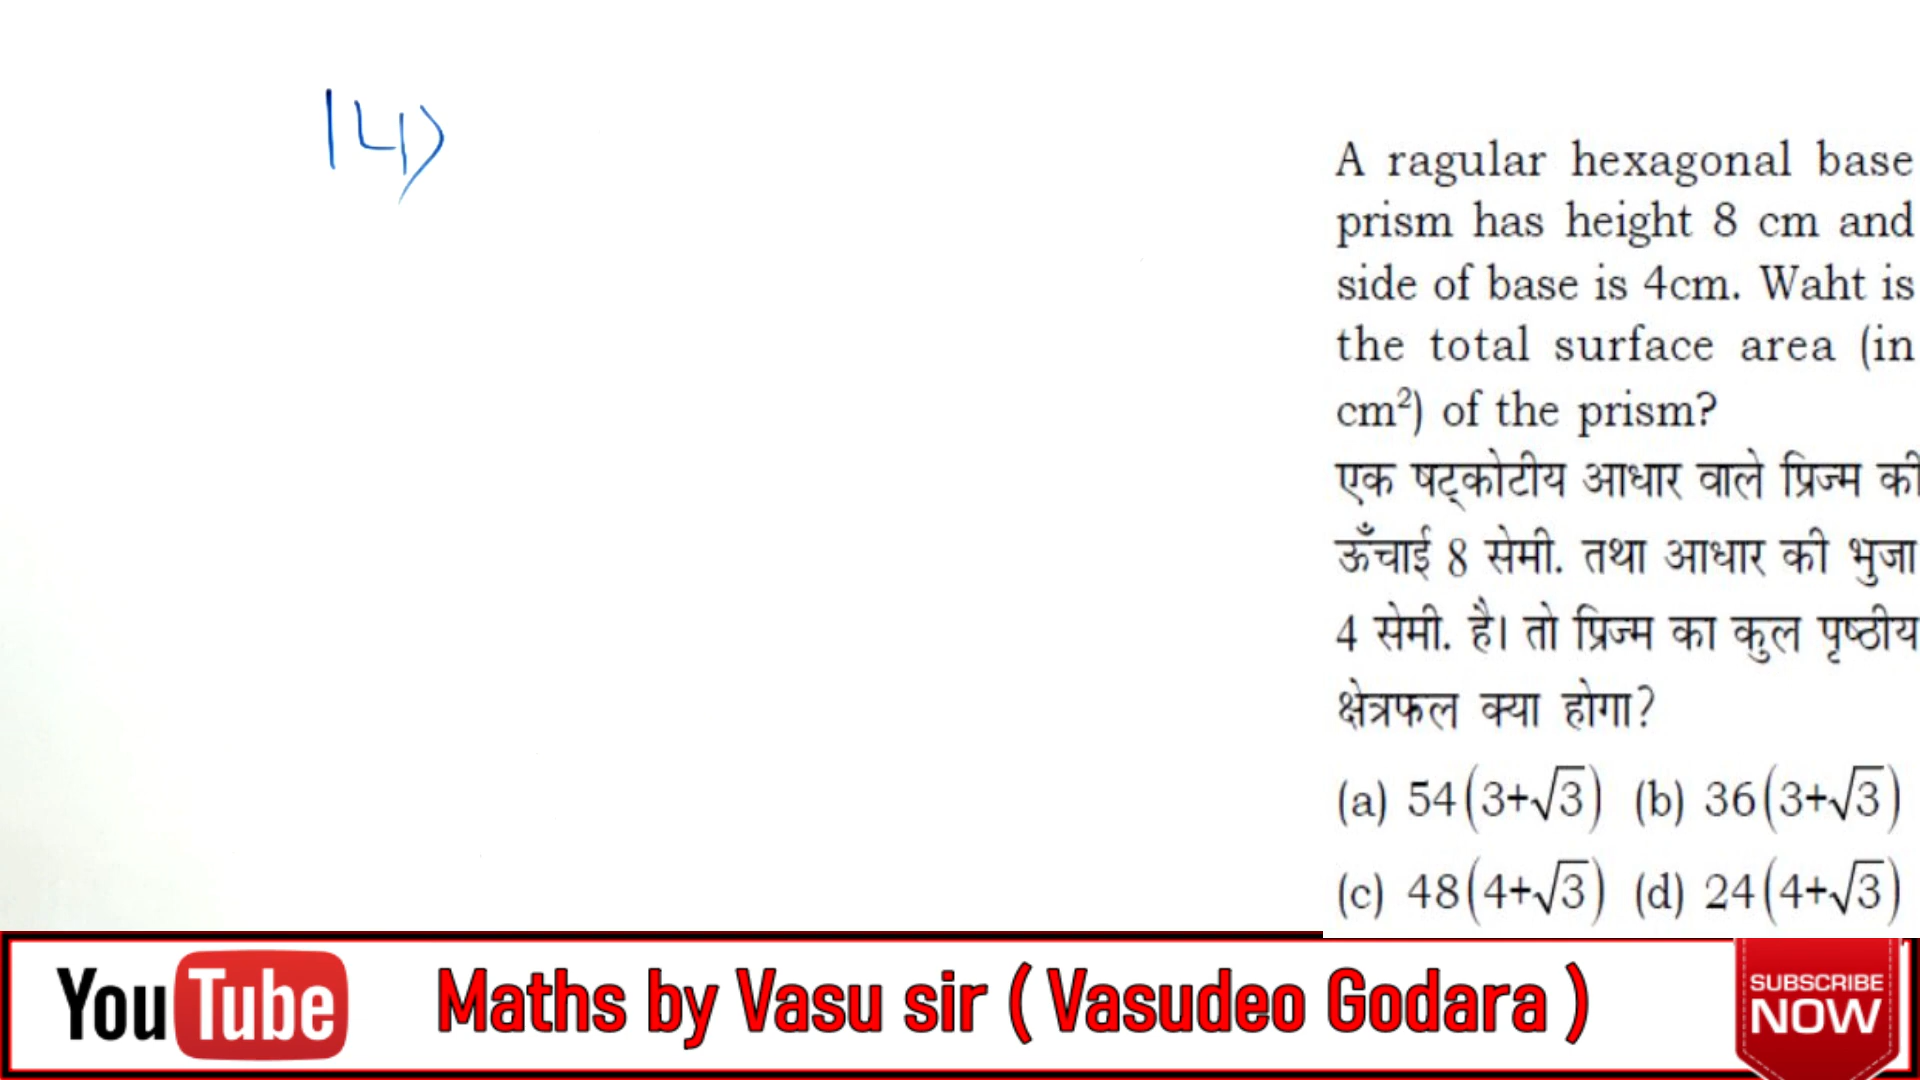 14)
A ragular hexagonal base
prism has height 8 cm and
side of base is 4cm. Waht is
the total surface area (in
cm²) of the prism?
एक षट्कोटीय आधार वाले प्रिज्म की
ऊँचाई 8 सेमी. तथा आधार की भुजा
4 सेमी. है। तो प्रिज्म का कुल पृष्ठीय
क्षेत्रफल क्या होगा?
(a) 54(3+√3) (b) 36(3+√3)
(c) 48(4+√3) (d) 24(4+√3)
YouTube
Maths by Vasu sir ( Vasudeo Godara )
SUBSCRIBE
NOW